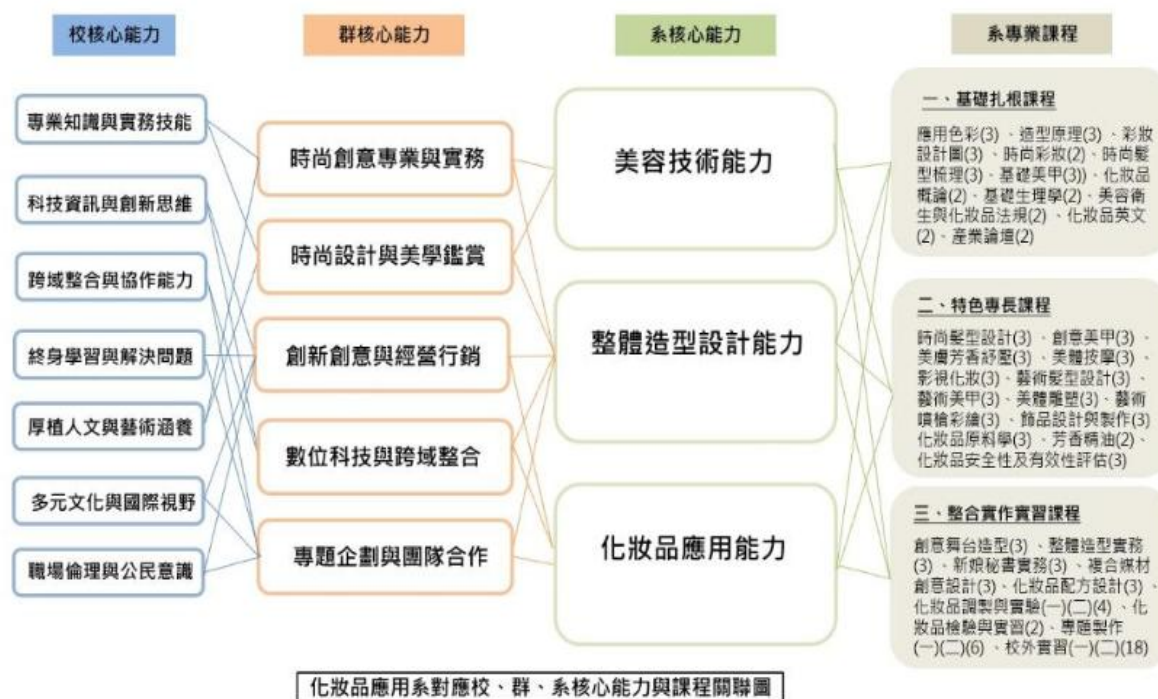 校核心能力
群核心能力
系核心能力
系專業課程
專業知識與實務技能
科技資訊與創新思維
跨域整合與協作能力
終身學習與解決問題
厚植人文與藝術涵養
多元文化與國際視野
職場倫理與公民意識
時尚創意專業與實務
時尚設計與美學鑑賞
創新創意與經營行銷
數位科技與跨域整合
專題企劃與團隊合作
美容技術能力
整體造型設計能力
化妝品應用能力
一、基礎扎根課程
應用色彩(3)、造型原理(3)、彩妝
設計圖(3)、時尚彩妝(2)、時尚髮
型梳理(3)、基礎美甲(3))、化妝品
概論(2)、基礎生理學(2)、美容衛
生與化妝品法規(2)、化妝品英文
(2)、產業論壇(2)
二、特色專長課程
時尚髮型設計(3)、創意美甲(3)、
美膚芳香紓壓(3)、美體按摩(3)、
影視化妝(3)、藝術髮型設計(3)、
藝術美甲(3)、美體雕塑(3)、藝術
噴槍彩繪(3)、飾品設計與製作(3)
化妝品原料學(3)、芳香精油(2)、
化妝品安全性及有效性評估(3)
三、整合實作實習課程
創意舞台造型(3)、整體造型實務
(3)、新娘秘書實務(3)、複合媒材
創意設計(3)、化妝品配方設計(3)、
化妝品調製與實驗(一)(二)(4)、化
妝品檢驗與實習(2)、專題製作
(一)(二)(6)、校外實習(一)(二)(18)
化妝品應用系對應校、群、系核心能力與課程關聯圖